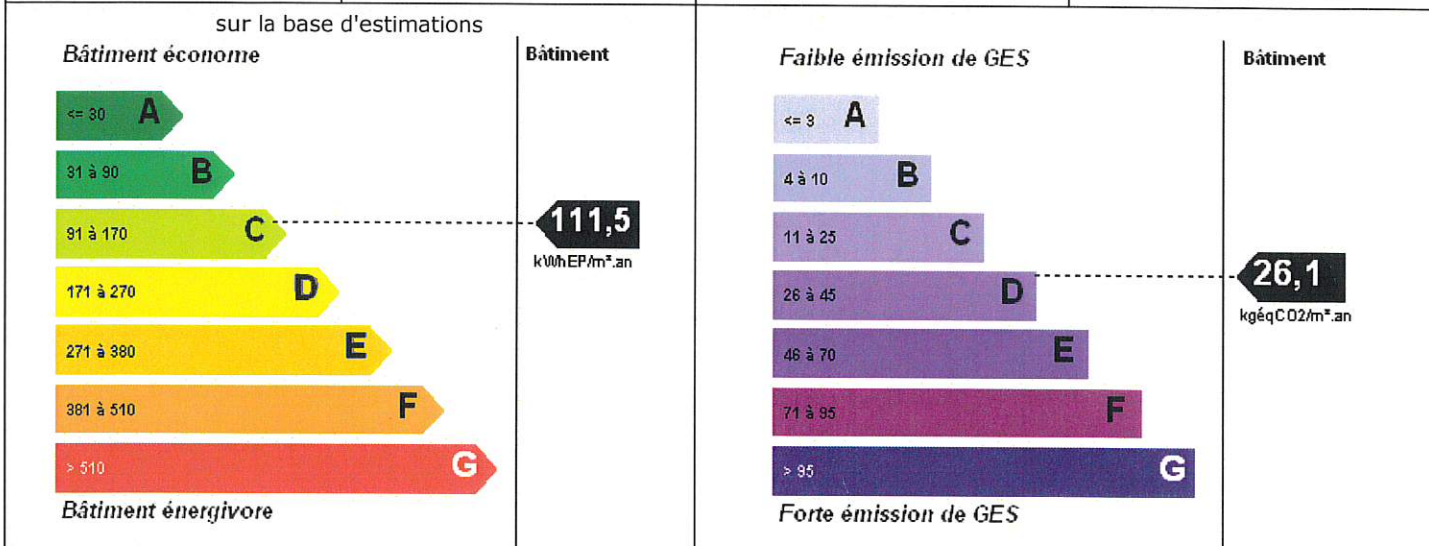 sur la base d'estimations
Bâtiment économe
Bâtiment
<= 30 A
31 à 90 B
91 à 170 C
111,5
kWhEP/m².an
171 à 270 D
271 à 380 E
381 à 510 F
> 510 G
Bâtiment énergivore
Faible émission de GES
Bâtiment
<= 3 A
4 à 10 B
11 à 25 C
26 à 45 D
26,1
kgéqCO2/m².an
46 à 70 E
71 à 95 F
> 95 G
Forte émission de GES